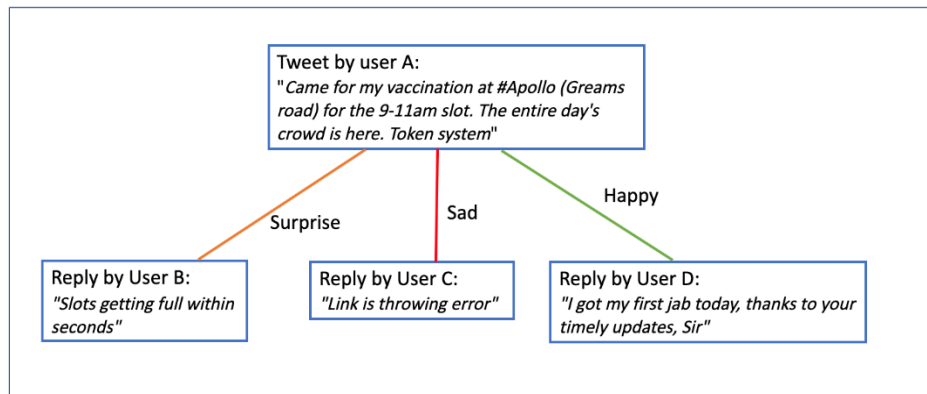 Tweet by user A:
"Came for my vaccination at #Apollo (Greams
road) for the 9-11am slot. The entire day's
crowd is here. Token system"
Surprise
Sad
Happy
Reply by User B:
"Slots getting full within
seconds"
Reply by User C:
"Link is throwing error"
Reply by User D:
"I got my first jab today, thanks to your
timely updates, Sir"